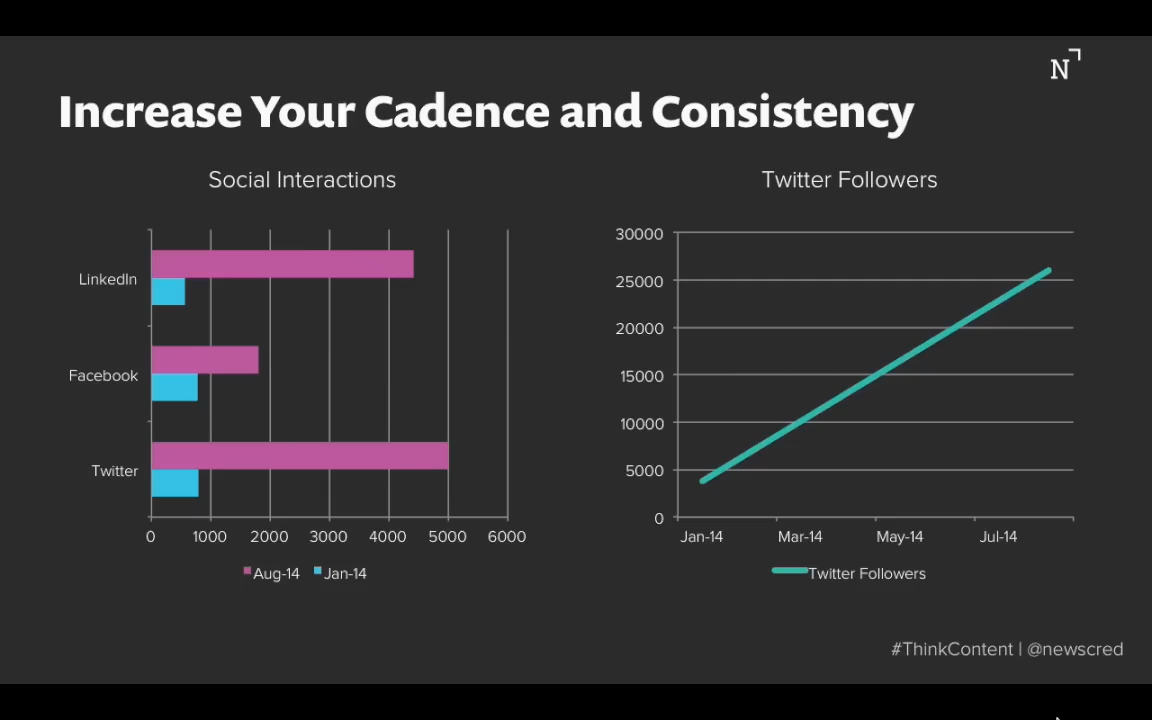 N
Increase Your Cadence and Consistency
Social Interactions
LinkedIn
Facebook
Twitter
0 1000 2000 3000 4000 5000 6000
Aug-14 Jan-14
Twitter Followers
30000
25000
20000
15000
10000
5000
0
Jan-14 Mar-14 May-14 Jul-14
Twitter Followers
#ThinkContent | @newscred